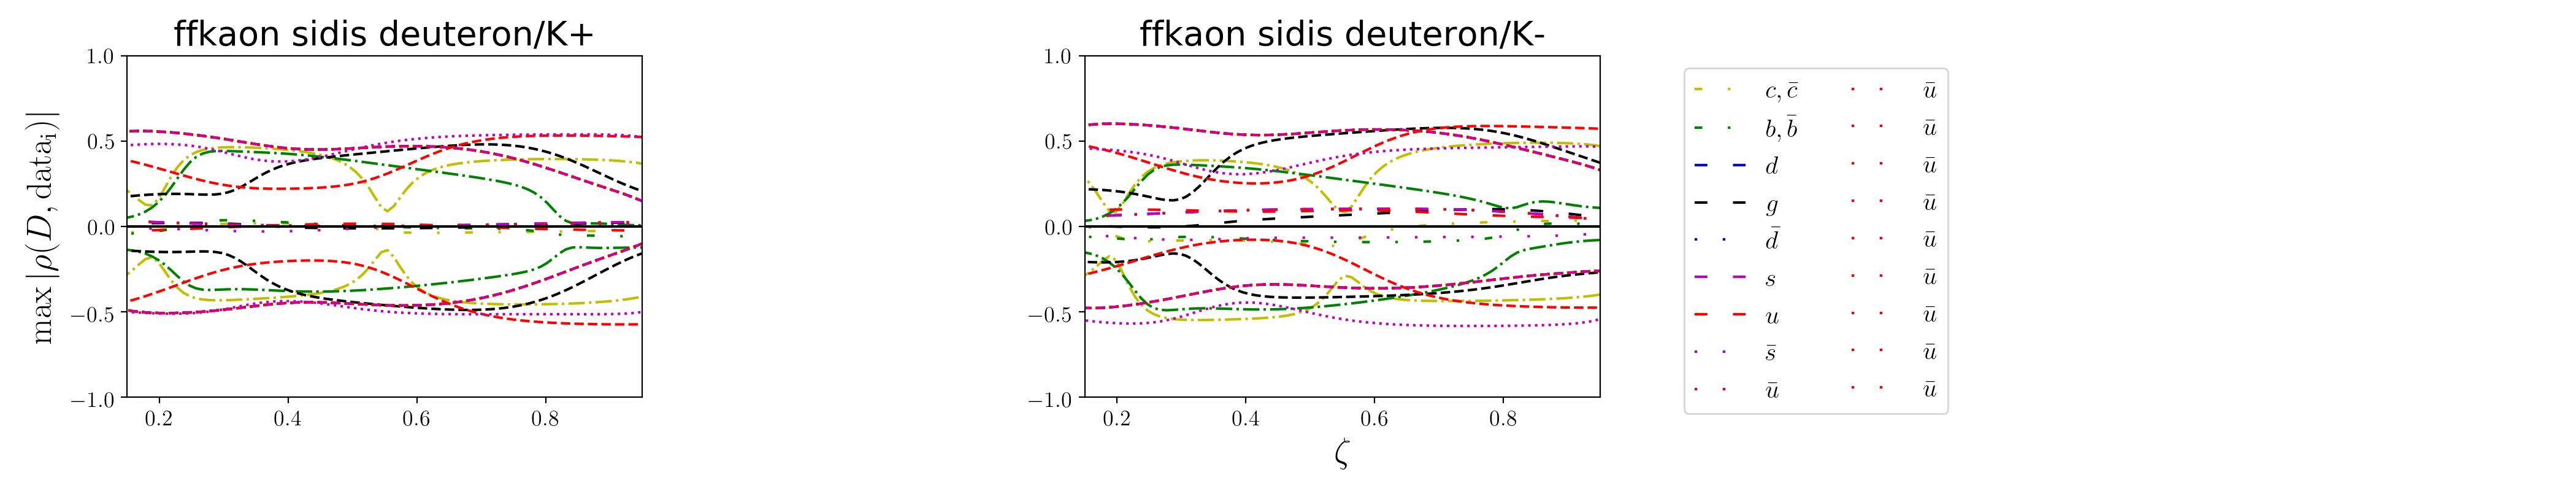 ffkaon sidis deuteron/K+
max |ρ(D, data_i)|
1.0
0.5
0.0
−0.5
−1.0
0.2 0.4 0.6 0.8
ffkaon sidis deuteron/K-
1.0
0.5
0.0
−0.5
−1.0
0.2 0.4 0.6 0.8
ζ
c, c̄
b, b̄
d
g
d̄
s
u
s̄
ū
ū
ū
ū
ū
ū
ū
ū
ū
ū